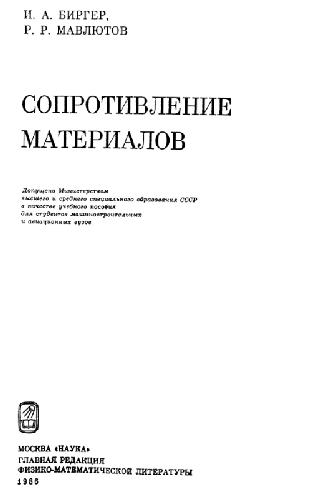 И. А. БИРГЕР,
Р. Р. МАВЛЮТОВ
СОПРОТИВЛЕНИЕ
МАТЕРИАЛОВ
Допущено Министерством
высшего и среднего специального образования СССР
в качестве учебного пособия
для студентов машиностроительных
и авиационных вузов
МОСКВА «НАУКА»
ГЛАВНАЯ РЕДАКЦИЯ
ФИЗИКО-МАТЕМАТИЧЕСКОЙ ЛИТЕРАТУРЫ
1986